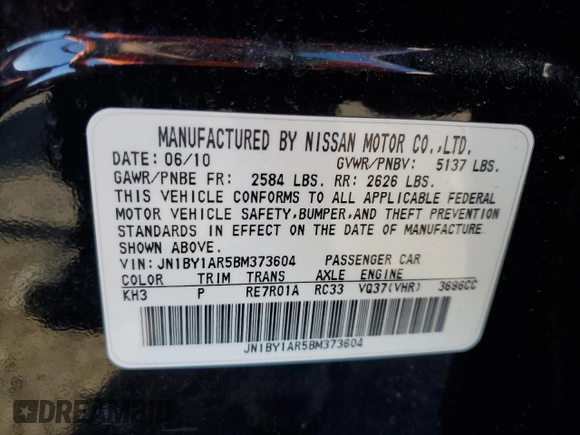 MANUFACTURED BY NISSAN MOTOR CO.,LTD.
DATE: 06/10 GVWR/PNBV: 5137 LBS.
GAWR/PNBE FR: 2584 LBS. RR: 2626 LBS.
THIS VEHICLE CONFORMS TO ALL APPLICABLE FEDERAL
MOTOR VEHICLE SAFETY,BUMPER,AND THEFT PREVENTION
STANDARDS IN EFFECT ON THE DATE OF MANUFACTURE
SHOWN ABOVE.
VIN: JN1BY1AR5BM373604 PASSENGER CAR
COLOR TRIM TRANS AXLE ENGINE
KH3 P RE7R01A RC33 VQ37(VHR) 3696CC
JN1BY1AR5BM373604
DREAMBID